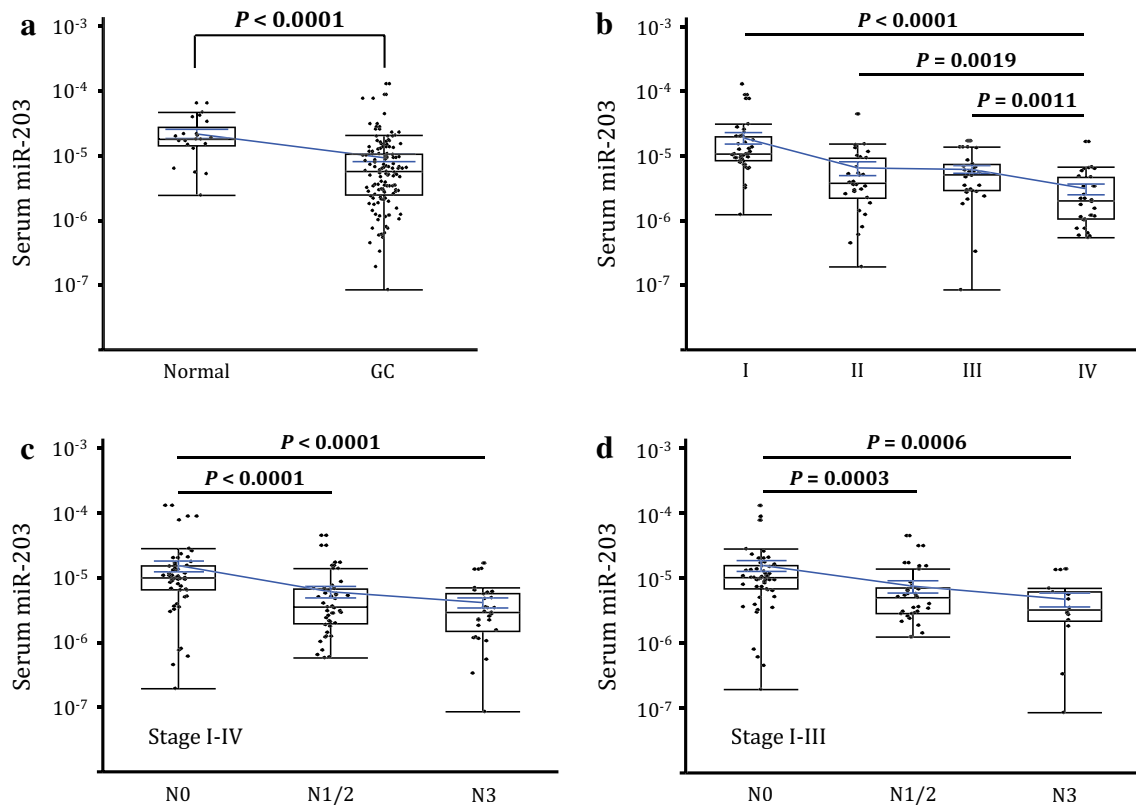 a
P < 0.0001
10⁻³
10⁻⁴
10⁻⁵
10⁻⁶
10⁻⁷
Serum miR-203
Normal GC
b
P < 0.0001
P = 0.0019
P = 0.0011
10⁻³
10⁻⁴
10⁻⁵
10⁻⁶
10⁻⁷
Serum miR-203
I II III IV
c
P < 0.0001
P < 0.0001
10⁻³
10⁻⁴
10⁻⁵
10⁻⁶
10⁻⁷
Serum miR-203
Stage I-IV
N0 N1/2 N3
d
P = 0.0006
P = 0.0003
10⁻³
10⁻⁴
10⁻⁵
10⁻⁶
10⁻⁷
Serum miR-203
Stage I-III
N0 N1/2 N3